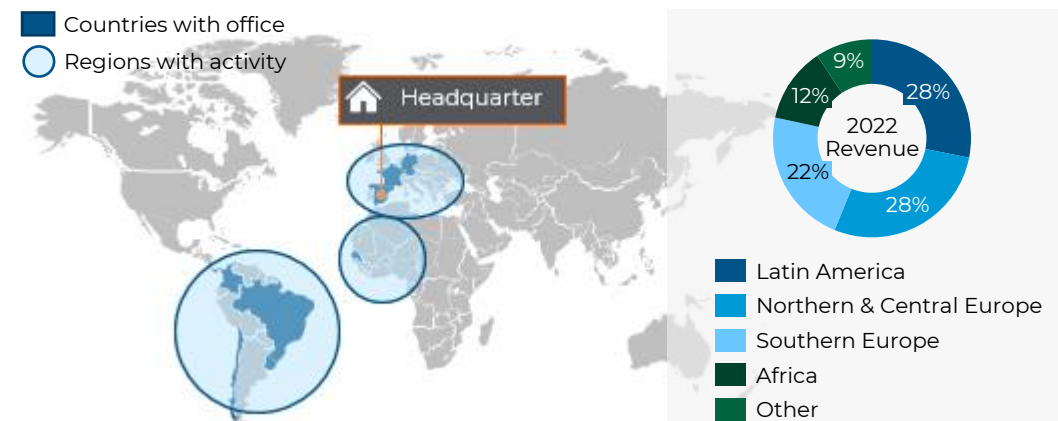 Countries with office
Regions with activity
Headquarter
9%
28%
12%
2022
Revenue
22%
28%
Latin America
Northern & Central Europe
Southern Europe
Africa
Other